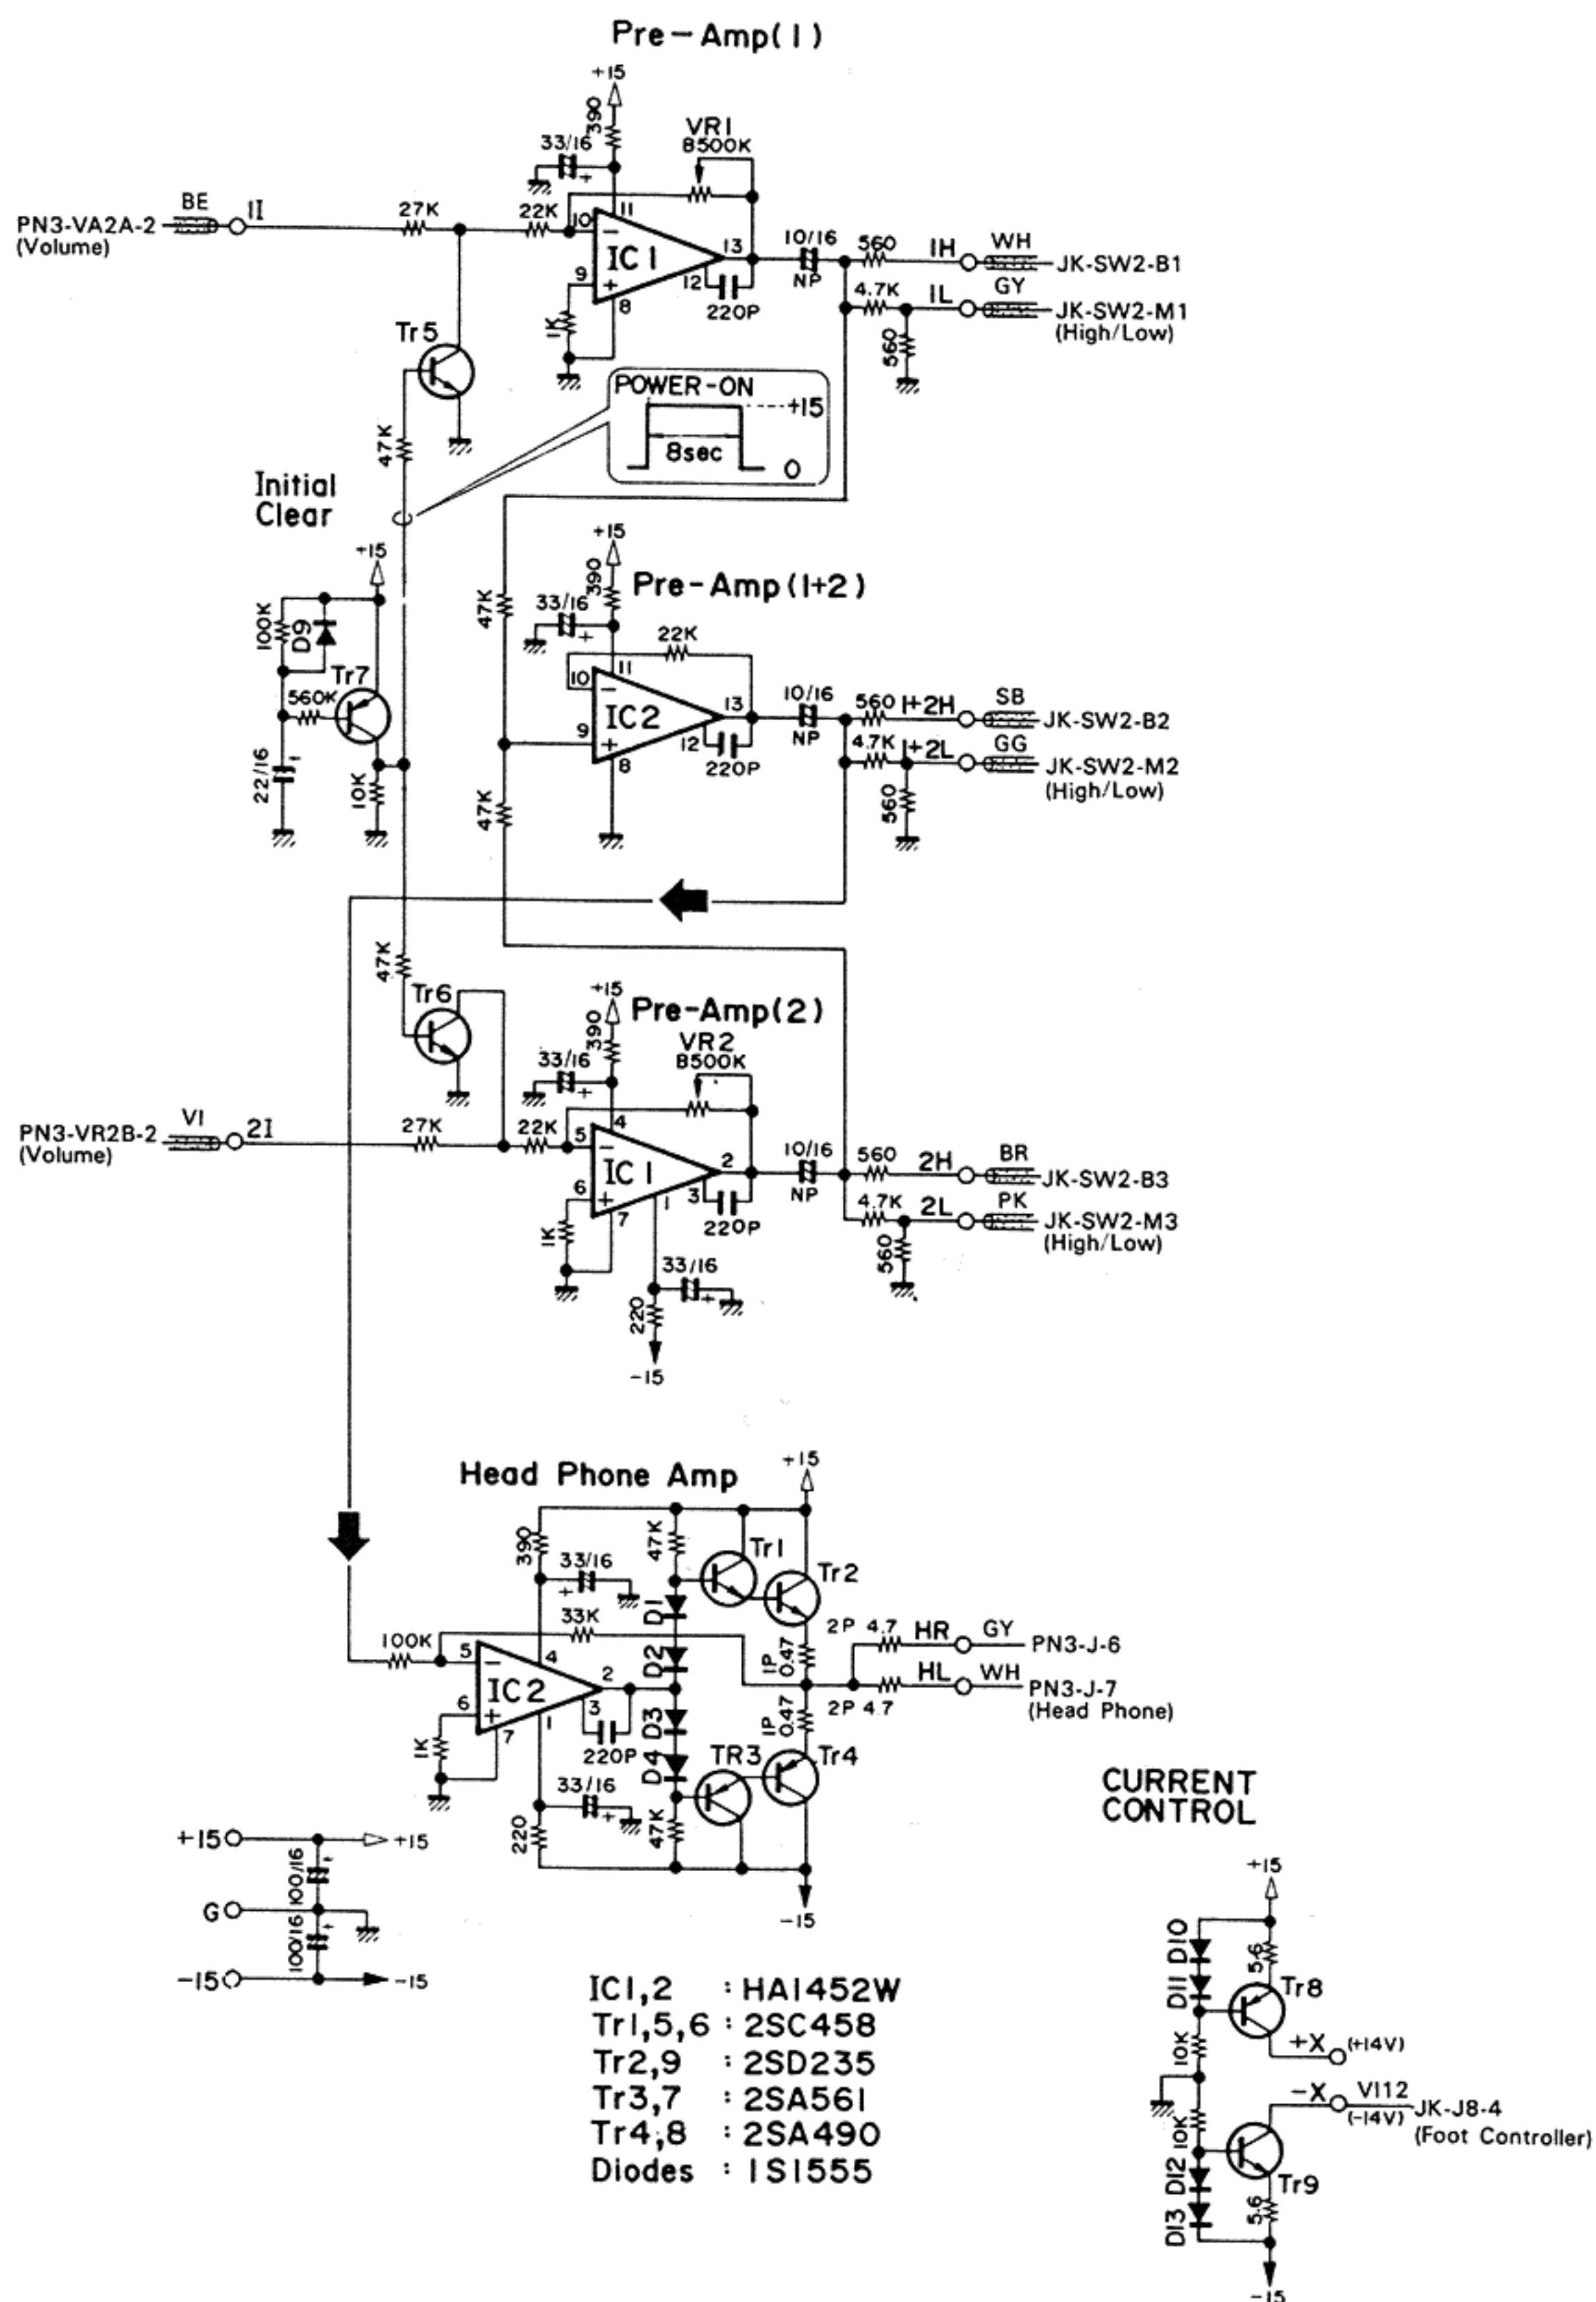 Pre-Amp(1)
+15
390
33/16
+
VR1
B500K
PN3-VA2A-2
(Volume)
BE
1I
27K
22K
10
11
IC1
13
9
8
12
220P
1K
10/16
NP
560
1H
WH
JK-SW2-B1
4.7K
1L
GY
JK-SW2-M1
(High/Low)
560
Tr5
POWER-ON
+15
8sec
0
47K
Initial
Clear
+15
100K
D9
Tr7
560K
22/16
+
10K
+15
390
Pre-Amp(1+2)
33/16
+
47K
22K
10
11
IC2
13
9
8
12
220P
10/16
NP
560
1+2H
SB
JK-SW2-B2
4.7K
1+2L
GG
JK-SW2-M2
(High/Low)
560
47K
47K
Tr6
+15
390
Pre-Amp(2)
VR2
B500K
33/16
+
PN3-VR2B-2
(Volume)
VI
2I
27K
22K
5
4
IC1
2
6
7
1
3
220P
1K
10/16
NP
560
2H
BR
JK-SW2-B3
4.7K
2L
PK
JK-SW2-M3
(High/Low)
560
33/16
+
220
-15
Head Phone Amp
+15
390
47K
Tr1
33/16
+
Tr2
D1
33K
100K
D2
5
4
IC2
2
6
7
1
3
220P
1K
1P
0.47
2P 4.7
HR
GY
PN3-J-6
HL
WH
PN3-J-7
(Head Phone)
2P 4.7
D3
1P
0.47
D4
TR3
Tr4
33/16
+
220
47K
-15
+15
+15
100/16
+
G
100/16
+
-15
-15
CURRENT
CONTROL
+15
D10
5.6
D11
Tr8
10K
+X
(+14V)
-X
VI12
(-14V)
JK-J8-4
(Foot Controller)
10K
D12
Tr9
5.6
D13
-15
IC1,2 : HA1452W
Tr1,5,6 : 2SC458
Tr2,9 : 2SD235
Tr3,7 : 2SA561
Tr4,8 : 2SA490
Diodes : 1S1555